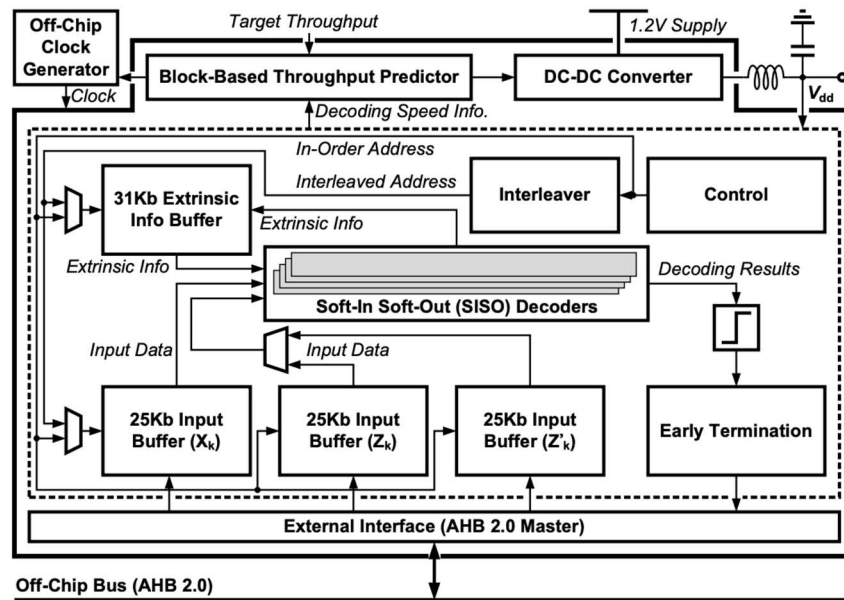 Off-Chip
Clock
Generator
Target Throughput
1.2V Supply
Block-Based Throughput Predictor
DC-DC Converter
Clock
Decoding Speed Info.
Vdd
In-Order Address
Interleaved Address
31Kb Extrinsic
Info Buffer
Interleaver
Control
Extrinsic Info
Extrinsic Info
Decoding Results
Soft-In Soft-Out (SISO) Decoders
Input Data
Input Data
25Kb Input
Buffer (Xk)
25Kb Input
Buffer (Zk)
25Kb Input
Buffer (Z'k)
Early Termination
External Interface (AHB 2.0 Master)
Off-Chip Bus (AHB 2.0)